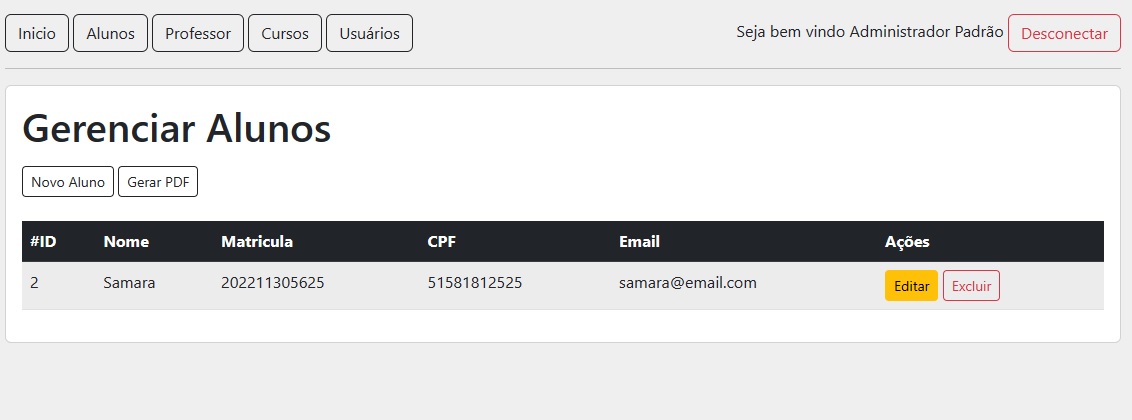 Inicio Alunos Professor Cursos Usuários Seja bem vindo Administrador Padrão Desconectar
Gerenciar Alunos
Novo Aluno Gerar PDF
#ID Nome Matricula CPF Email Ações
2 Samara 202211305625 51581812525 samara@email.com Editar Excluir